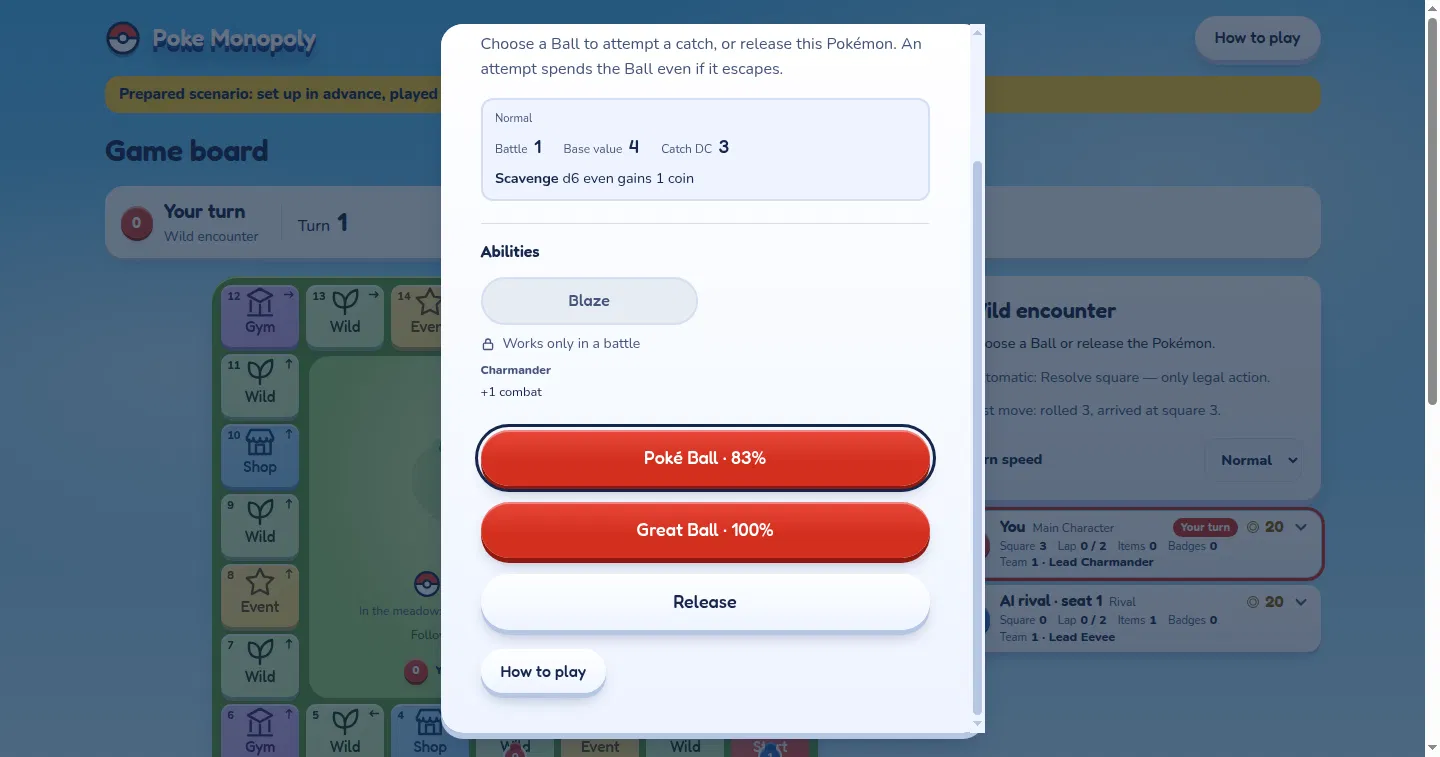 Poke Monopoly
How to play
Prepared scenario: set up in advance, played
Game board
0
Your turn
Wild encounter
Turn 1
12
Gym
13
Wild
14
Even
11
Wild
10
Shop
9
Wild
8
Event
7
Wild
6
Gym
5
Wild
4
Shop
Wild
Event
Wild
Start
in the meadow:
Follow
0
Choose a Ball to attempt a catch, or release this Pokémon. An
attempt spends the Ball even if it escapes.
Normal
Battle 1 Base value 4 Catch DC 3
Scavenge d6 even gains 1 coin
Abilities
Blaze
Works only in a battle
Charmander
+1 combat
Poké Ball · 83%
Great Ball · 100%
Release
How to play
ild encounter
oose a Ball or release the Pokémon.
tomatic: Resolve square — only legal action.
st move: rolled 3, arrived at square 3.
rn speed
Normal
You Main Character Your turn 20
Square 3 Lap 0 / 2 Items 0 Badges 0
Team 1 · Lead Charmander
AI rival · seat 1 Rival 20
Square 0 Lap 0 / 2 Items 1 Badges 0
Team 1 · Lead Eevee